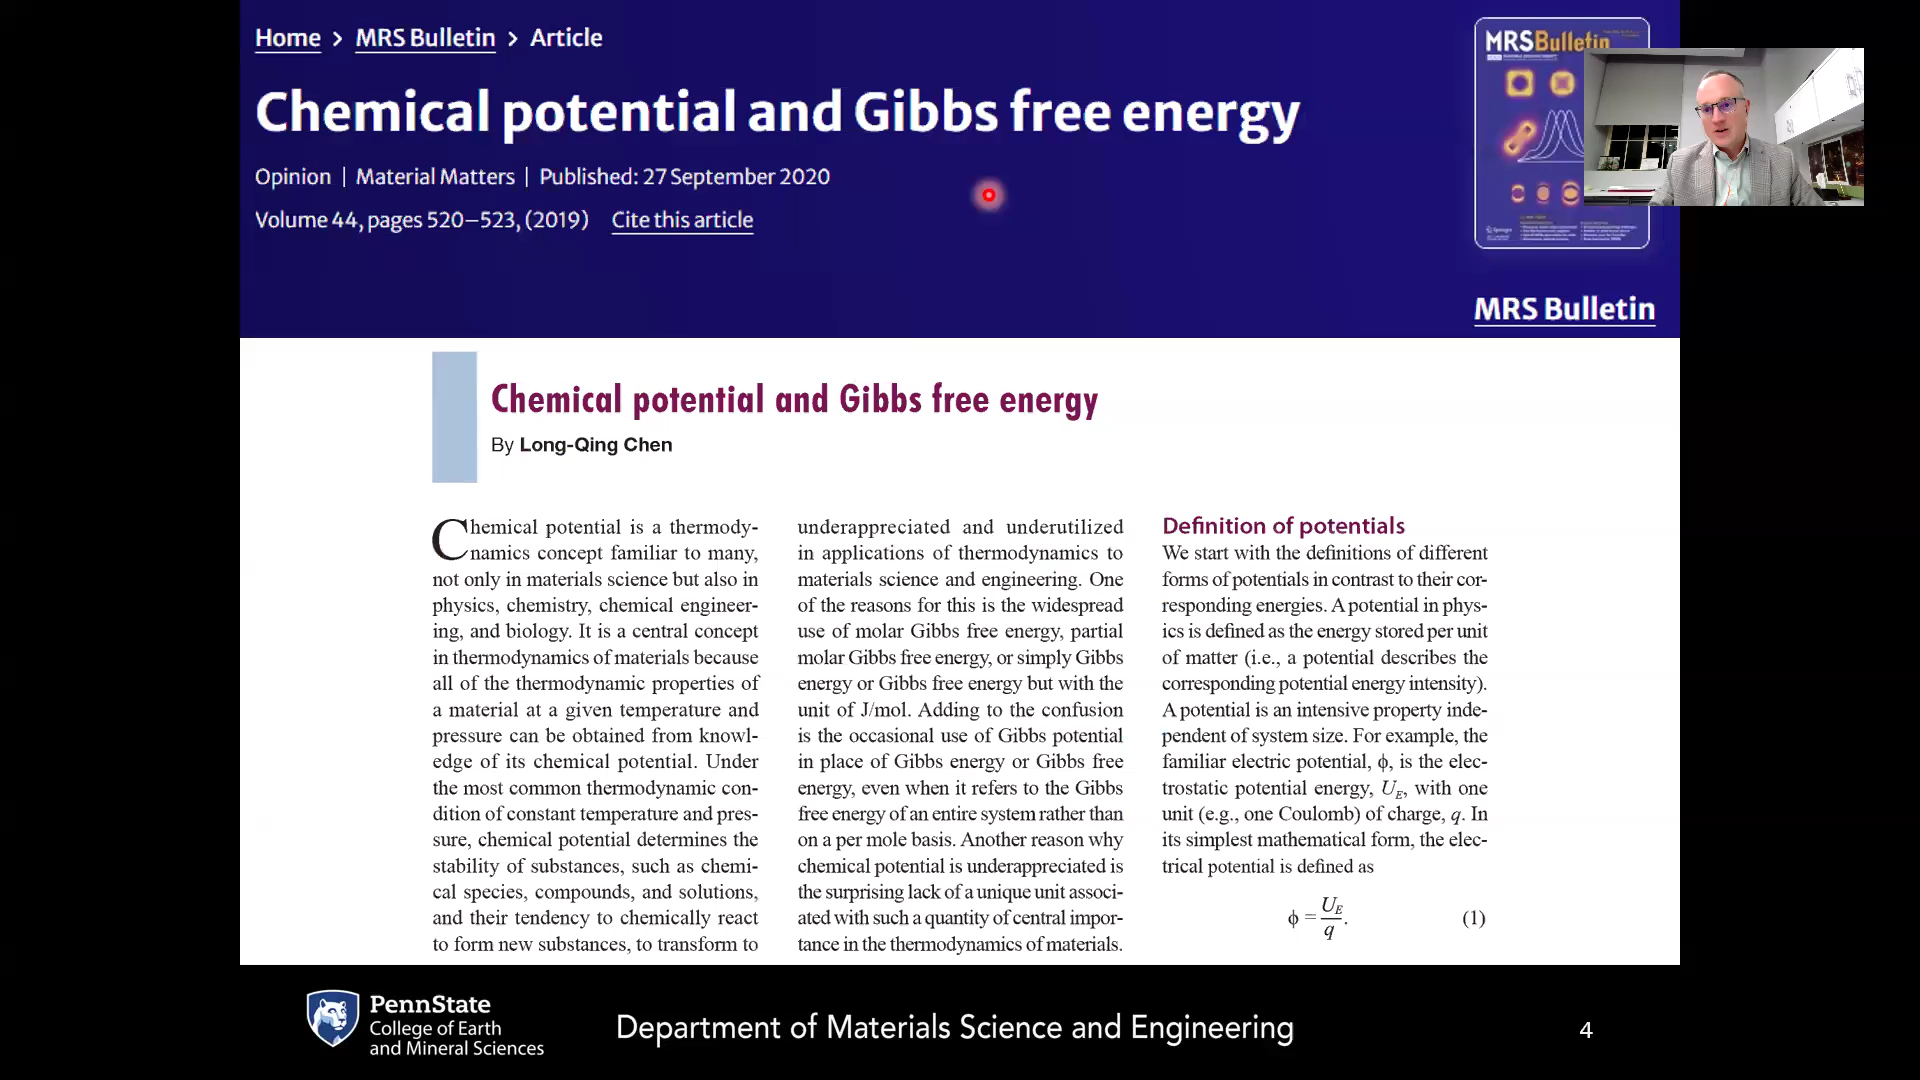 Home > MRS Bulletin > Article
Chemical potential and Gibbs free energy
Opinion | Material Matters | Published: 27 September 2020
Volume 44, pages 520–523, (2019) Cite this article
MRSBulletin
MRS Bulletin
Chemical potential and Gibbs free energy
By Long-Qing Chen
Chemical potential is a thermody-
namics concept familiar to many,
not only in materials science but also in
physics, chemistry, chemical engineer-
ing, and biology. It is a central concept
in thermodynamics of materials because
all of the thermodynamic properties of
a material at a given temperature and
pressure can be obtained from knowl-
edge of its chemical potential. Under
the most common thermodynamic con-
dition of constant temperature and pres-
sure, chemical potential determines the
stability of substances, such as chemi-
cal species, compounds, and solutions,
and their tendency to chemically react
to form new substances, to transform to
underappreciated and underutilized
in applications of thermodynamics to
materials science and engineering. One
of the reasons for this is the widespread
use of molar Gibbs free energy, partial
molar Gibbs free energy, or simply Gibbs
energy or Gibbs free energy but with the
unit of J/mol. Adding to the confusion
is the occasional use of Gibbs potential
in place of Gibbs energy or Gibbs free
energy, even when it refers to the Gibbs
free energy of an entire system rather than
on a per mole basis. Another reason why
chemical potential is underappreciated is
the surprising lack of a unique unit associ-
ated with such a quantity of central impor-
tance in the thermodynamics of materials.
Definition of potentials
We start with the definitions of different
forms of potentials in contrast to their cor-
responding energies. A potential in phys-
ics is defined as the energy stored per unit
of matter (i.e., a potential describes the
corresponding potential energy intensity).
A potential is an intensive property inde-
pendent of system size. For example, the
familiar electric potential, ϕ, is the elec-
trostatic potential energy, U_E, with one
unit (e.g., one Coulomb) of charge, q. In
its simplest mathematical form, the elec-
trical potential is defined as
ϕ = U_E/q. (1)
PennState
College of Earth
and Mineral Sciences
Department of Materials Science and Engineering
4